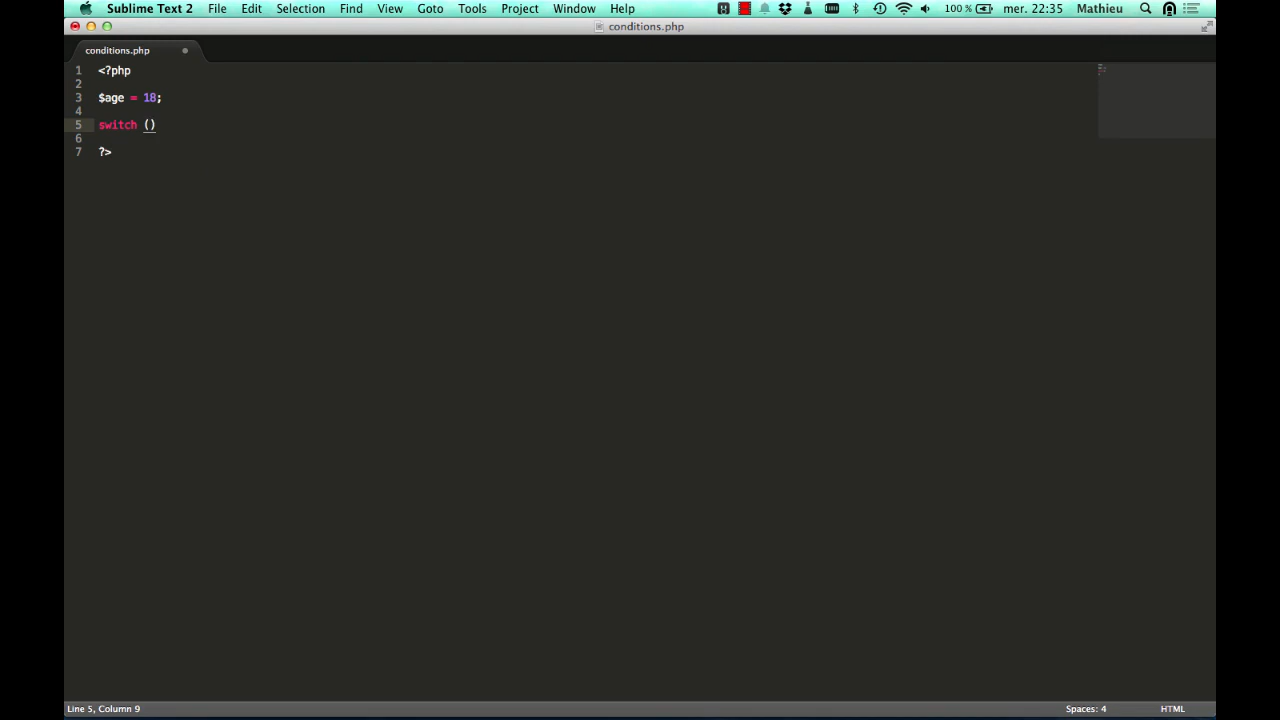 Sublime Text 2 File Edit Selection Find View Goto Tools Project Window Help 100 % mer. 22:35 Mathieu
conditions.php
conditions.php
1 <?php
2
3 $age = 18;
4
5 switch ()
6
7 ?>
Line 5, Column 9 Spaces: 4 HTML